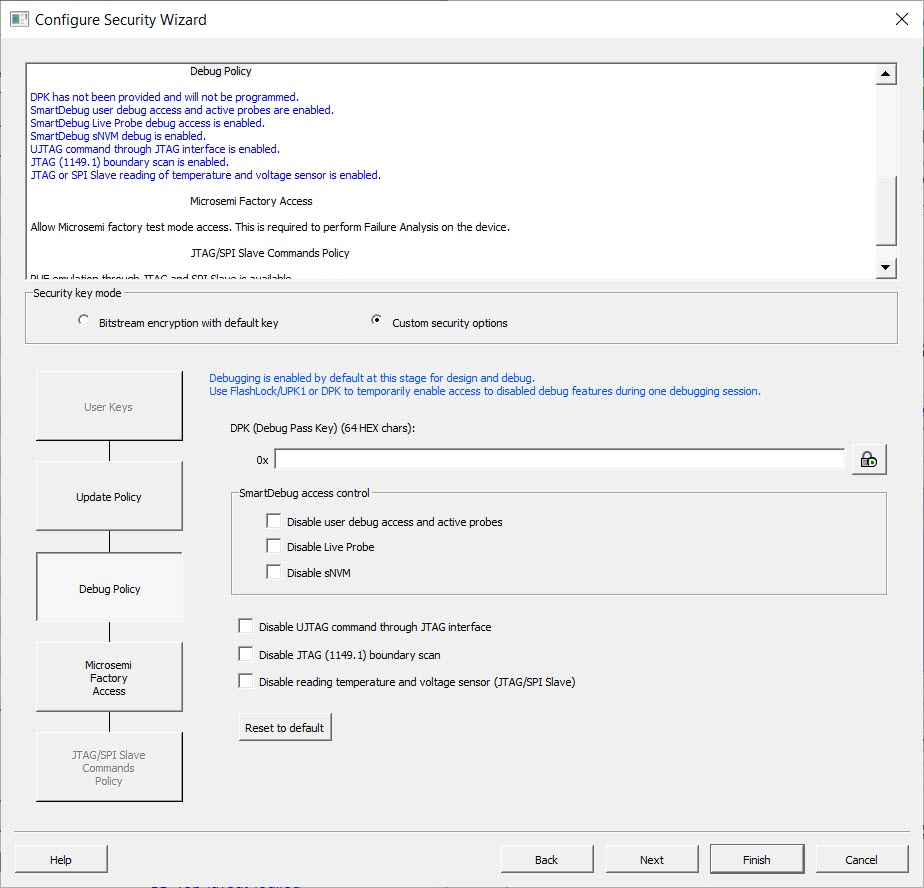 Configure Security Wizard
Debug Policy
DPK has not been provided and will not be programmed.
SmartDebug user debug access and active probes are enabled.
SmartDebug Live Probe debug access is enabled.
SmartDebug sNVM debug is enabled.
UJTAG command through JTAG interface is enabled.
JTAG (1149.1) boundary scan is enabled.
JTAG or SPI Slave reading of temperature and voltage sensor is enabled.
Microsemi Factory Access
Allow Microsemi factory test mode access. This is required to perform Failure Analysis on the device.
JTAG/SPI Slave Commands Policy
PUF emulation through JTAG and SPI Slave is available.
Security key mode
Bitstream encryption with default key
Custom security options
User Keys
Update Policy
Debug Policy
Microsemi
Factory
Access
JTAG/SPI Slave
Commands
Policy
Debugging is enabled by default at this stage for design and debug.
Use FlashLock/UPK1 or DPK to temporarily enable access to disabled debug features during one debugging session.
DPK (Debug Pass Key) (64 HEX chars):
0x
SmartDebug access control
Disable user debug access and active probes
Disable Live Probe
Disable sNVM
Disable UJTAG command through JTAG interface
Disable JTAG (1149.1) boundary scan
Disable reading temperature and voltage sensor (JTAG/SPI Slave)
Reset to default
Help
Back
Next
Finish
Cancel